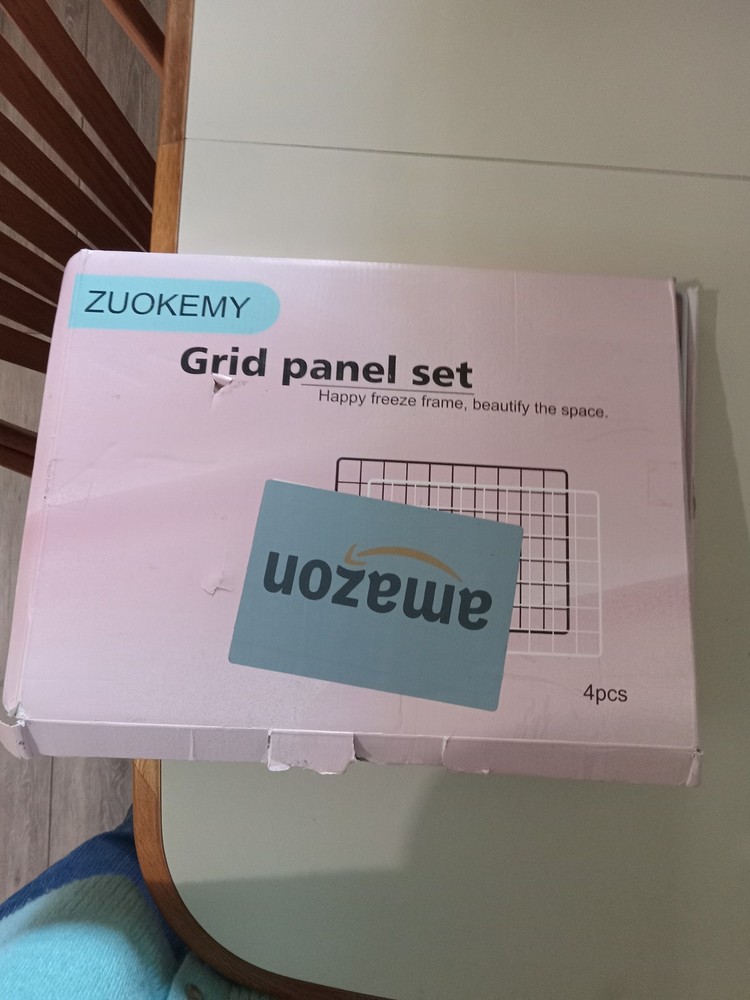 ZUOKEMY
Grid panel set
Happy freeze frame, beautify the space.
amazon
4pcs